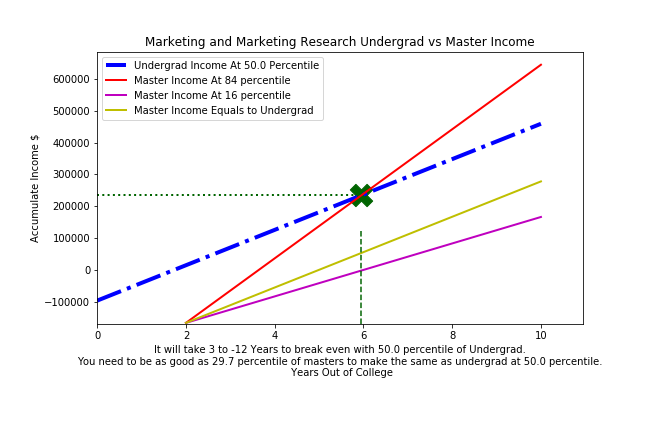 Marketing and Marketing Research Undergrad vs Master Income
Undergrad Income At 50.0 Percentile
Master Income At 84 percentile
Master Income At 16 percentile
Master Income Equals to Undergrad
Accumulate Income $
600000
500000
400000
300000
200000
100000
0
−100000
0 2 4 6 8 10
It will take 3 to -12 Years to break even with 50.0 percentile of Undergrad.
You need to be as good as 29.7 percentile of masters to make the same as undergrad at 50.0 percentile.
Years Out of College